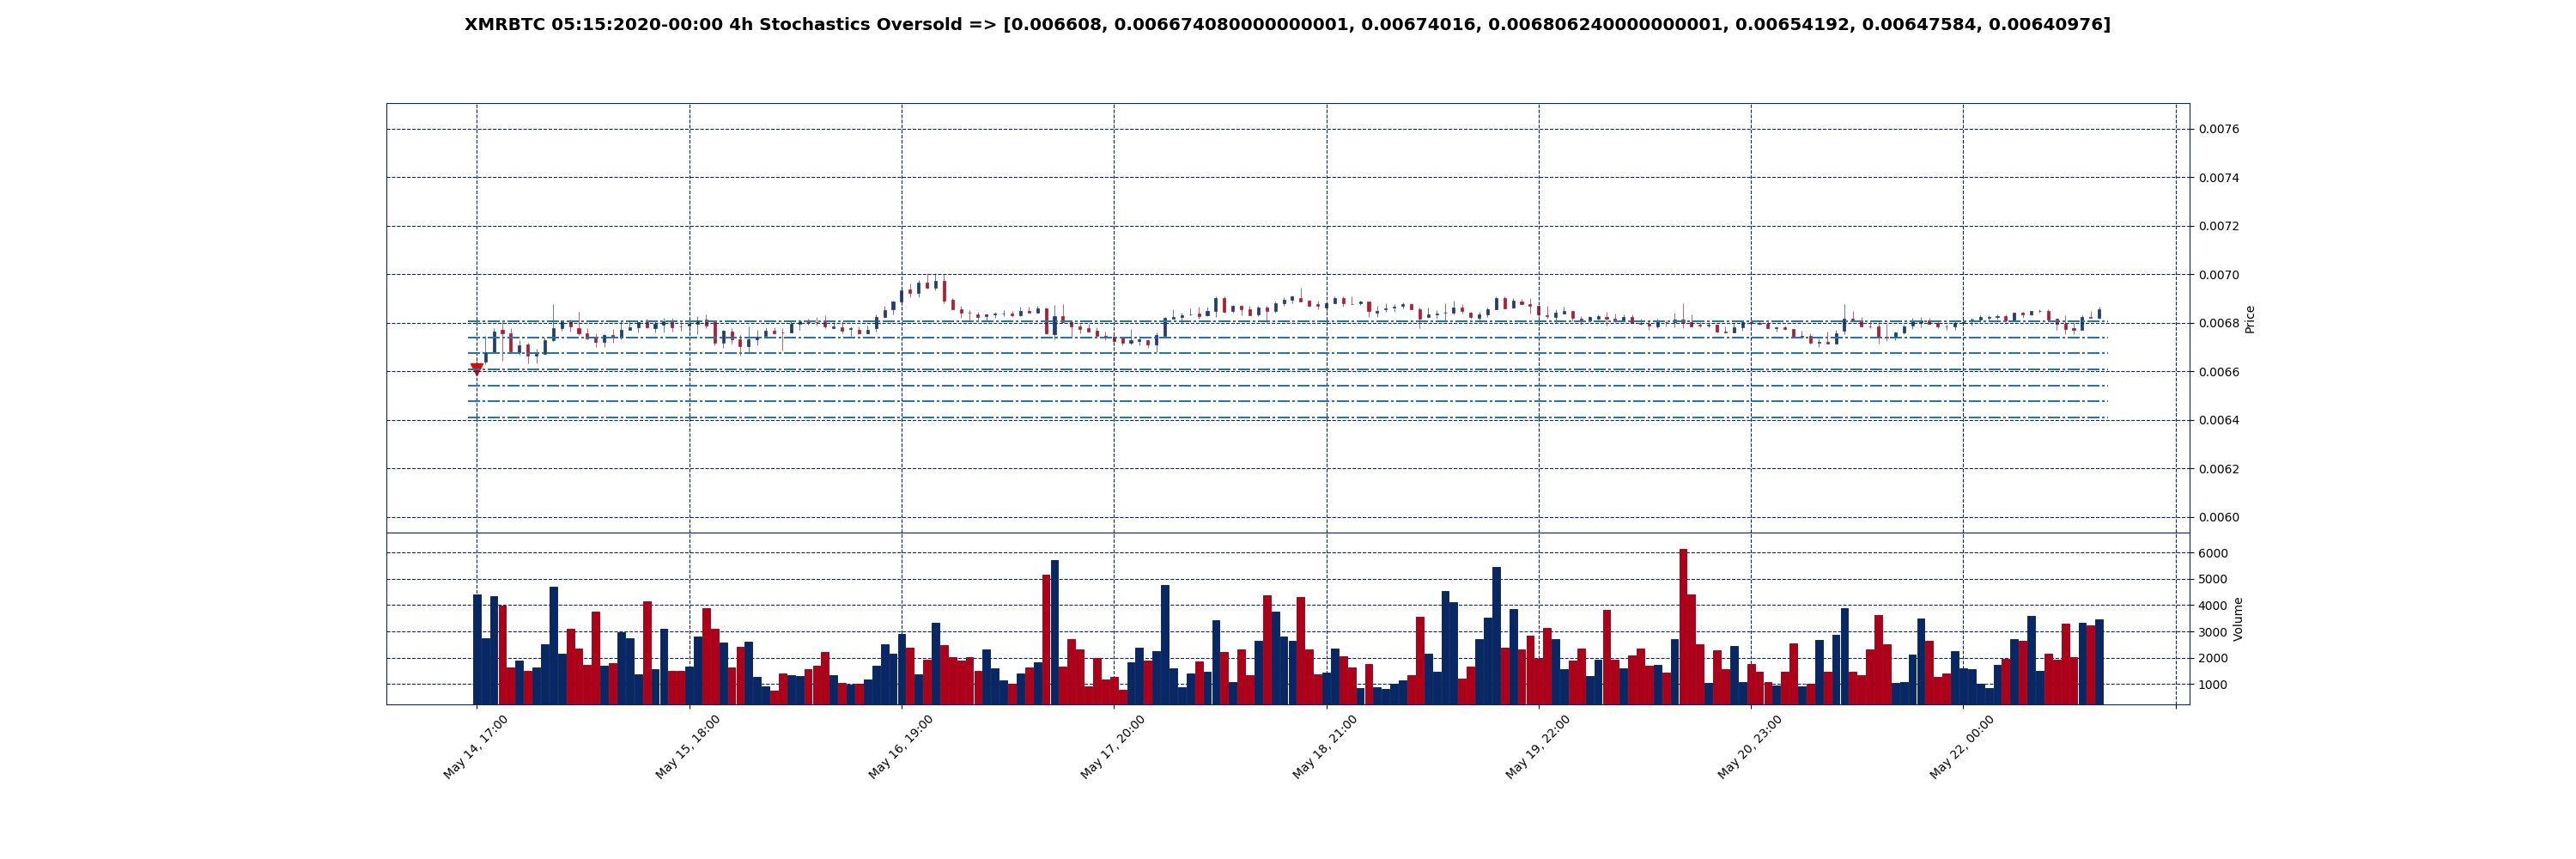 XMRBTC 05:15:2020-00:00 4h Stochastics Oversold => [0.006608, 0.006674080000000001, 0.00674016, 0.006806240000000001, 0.00654192, 0.00647584, 0.00640976]
0.0076
0.0074
0.0072
0.0070
0.0068
0.0066
0.0064
0.0062
0.0060
Price
6000
5000
4000
3000
2000
1000
Volume
May 14, 17:00
May 15, 18:00
May 16, 19:00
May 17, 20:00
May 18, 21:00
May 19, 22:00
May 20, 23:00
May 22, 00:00